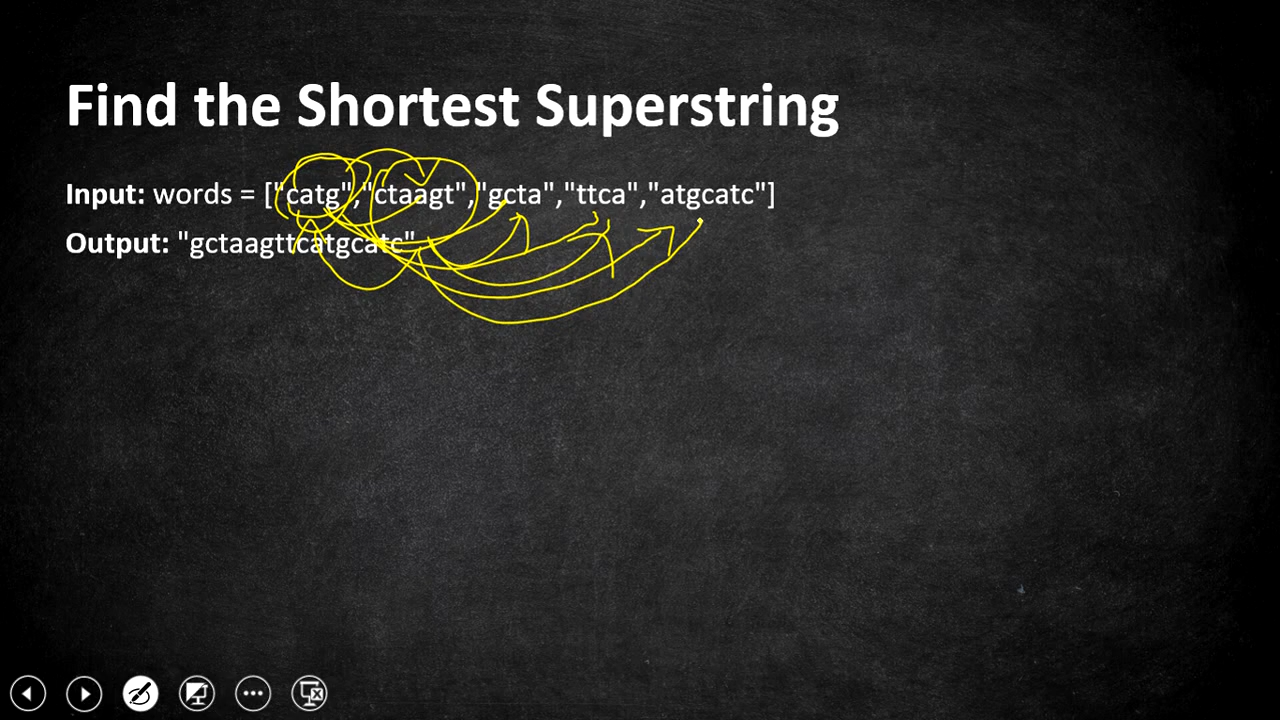 Find the Shortest Superstring
Input: words = ["catg","ctaagt","gcta","ttca","atgcatc"]
Output: "gctaagttcatgcatc"